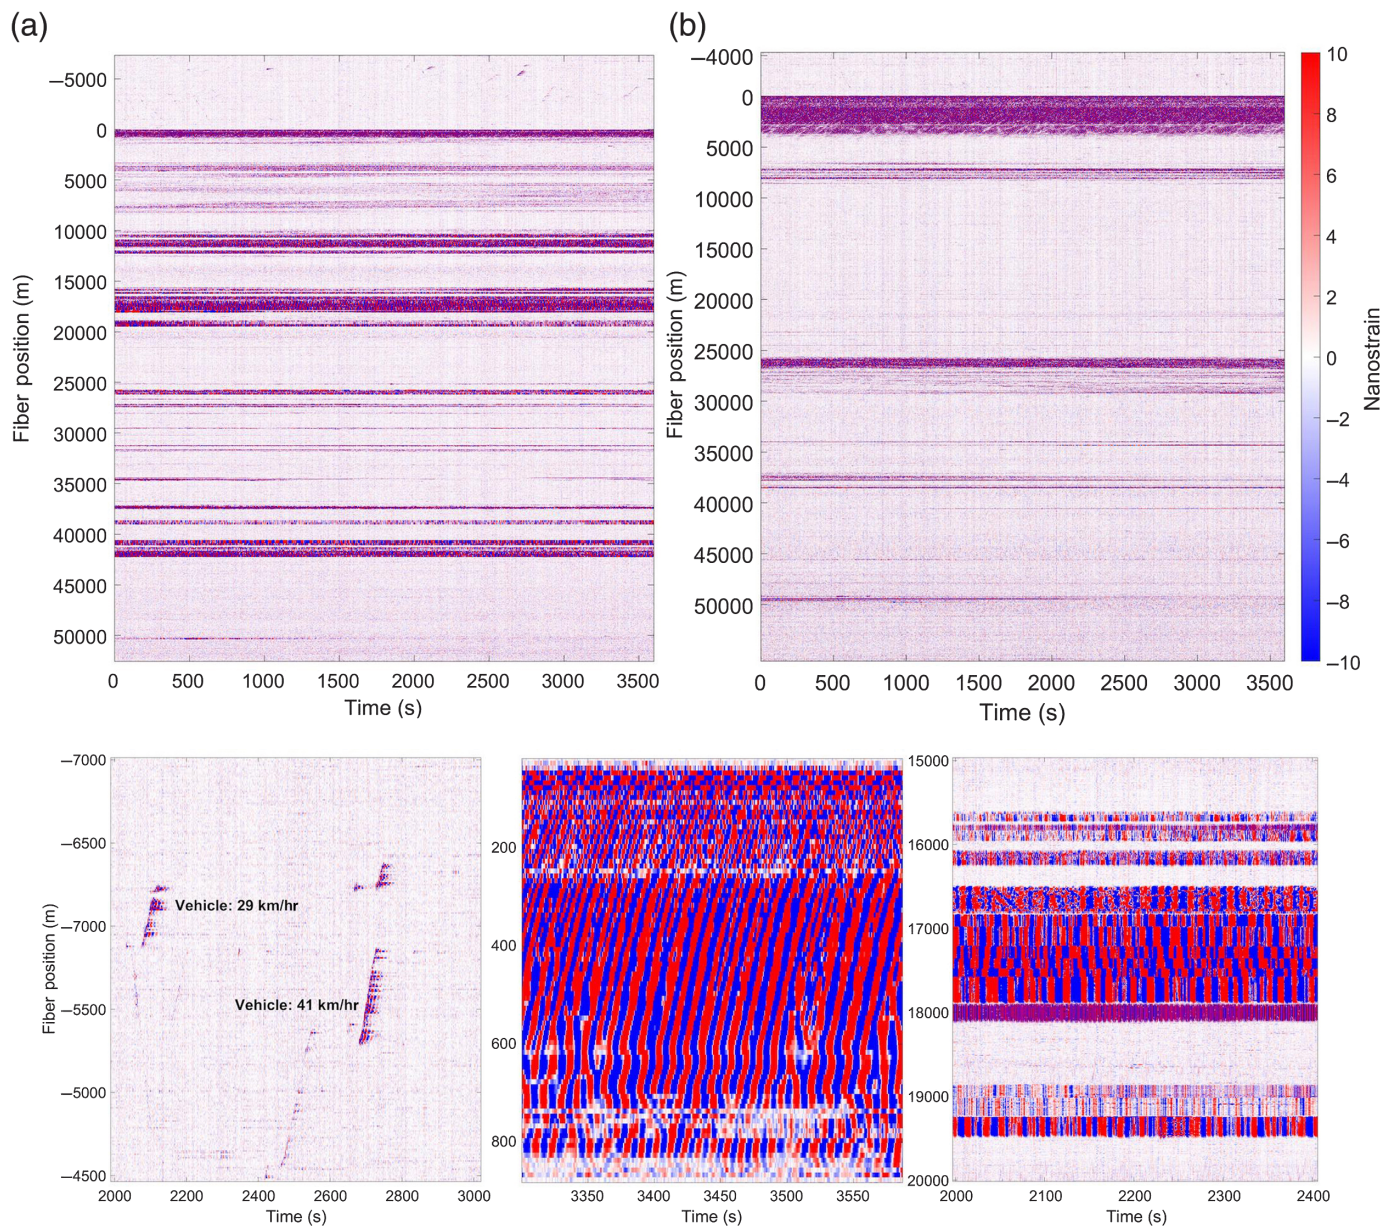 (a)
(b)
−5000
0
5000
10000
15000
20000
25000
30000
35000
40000
45000
50000
Fiber position (m)
0 500 1000 1500 2000 2500 3000 3500
Time (s)
−4000
0
5000
10000
15000
20000
25000
30000
35000
40000
45000
50000
Fiber position (m)
0 500 1000 1500 2000 2500 3000 3500
Time (s)
10
8
6
4
2
0
−2
−4
−6
−8
−10
Nanostrain
−7000
−6500
−7000
−5500
−5000
−4500
Fiber position (m)
Vehicle: 29 km/hr
Vehicle: 41 km/hr
2000 2200 2400 2600 2800 3000
Time (s)
200
400
600
800
3350 3400 3450 3500 3550
Time (s)
15000
16000
17000
18000
19000
20000
2000 2100 2200 2300 2400
Time (s)